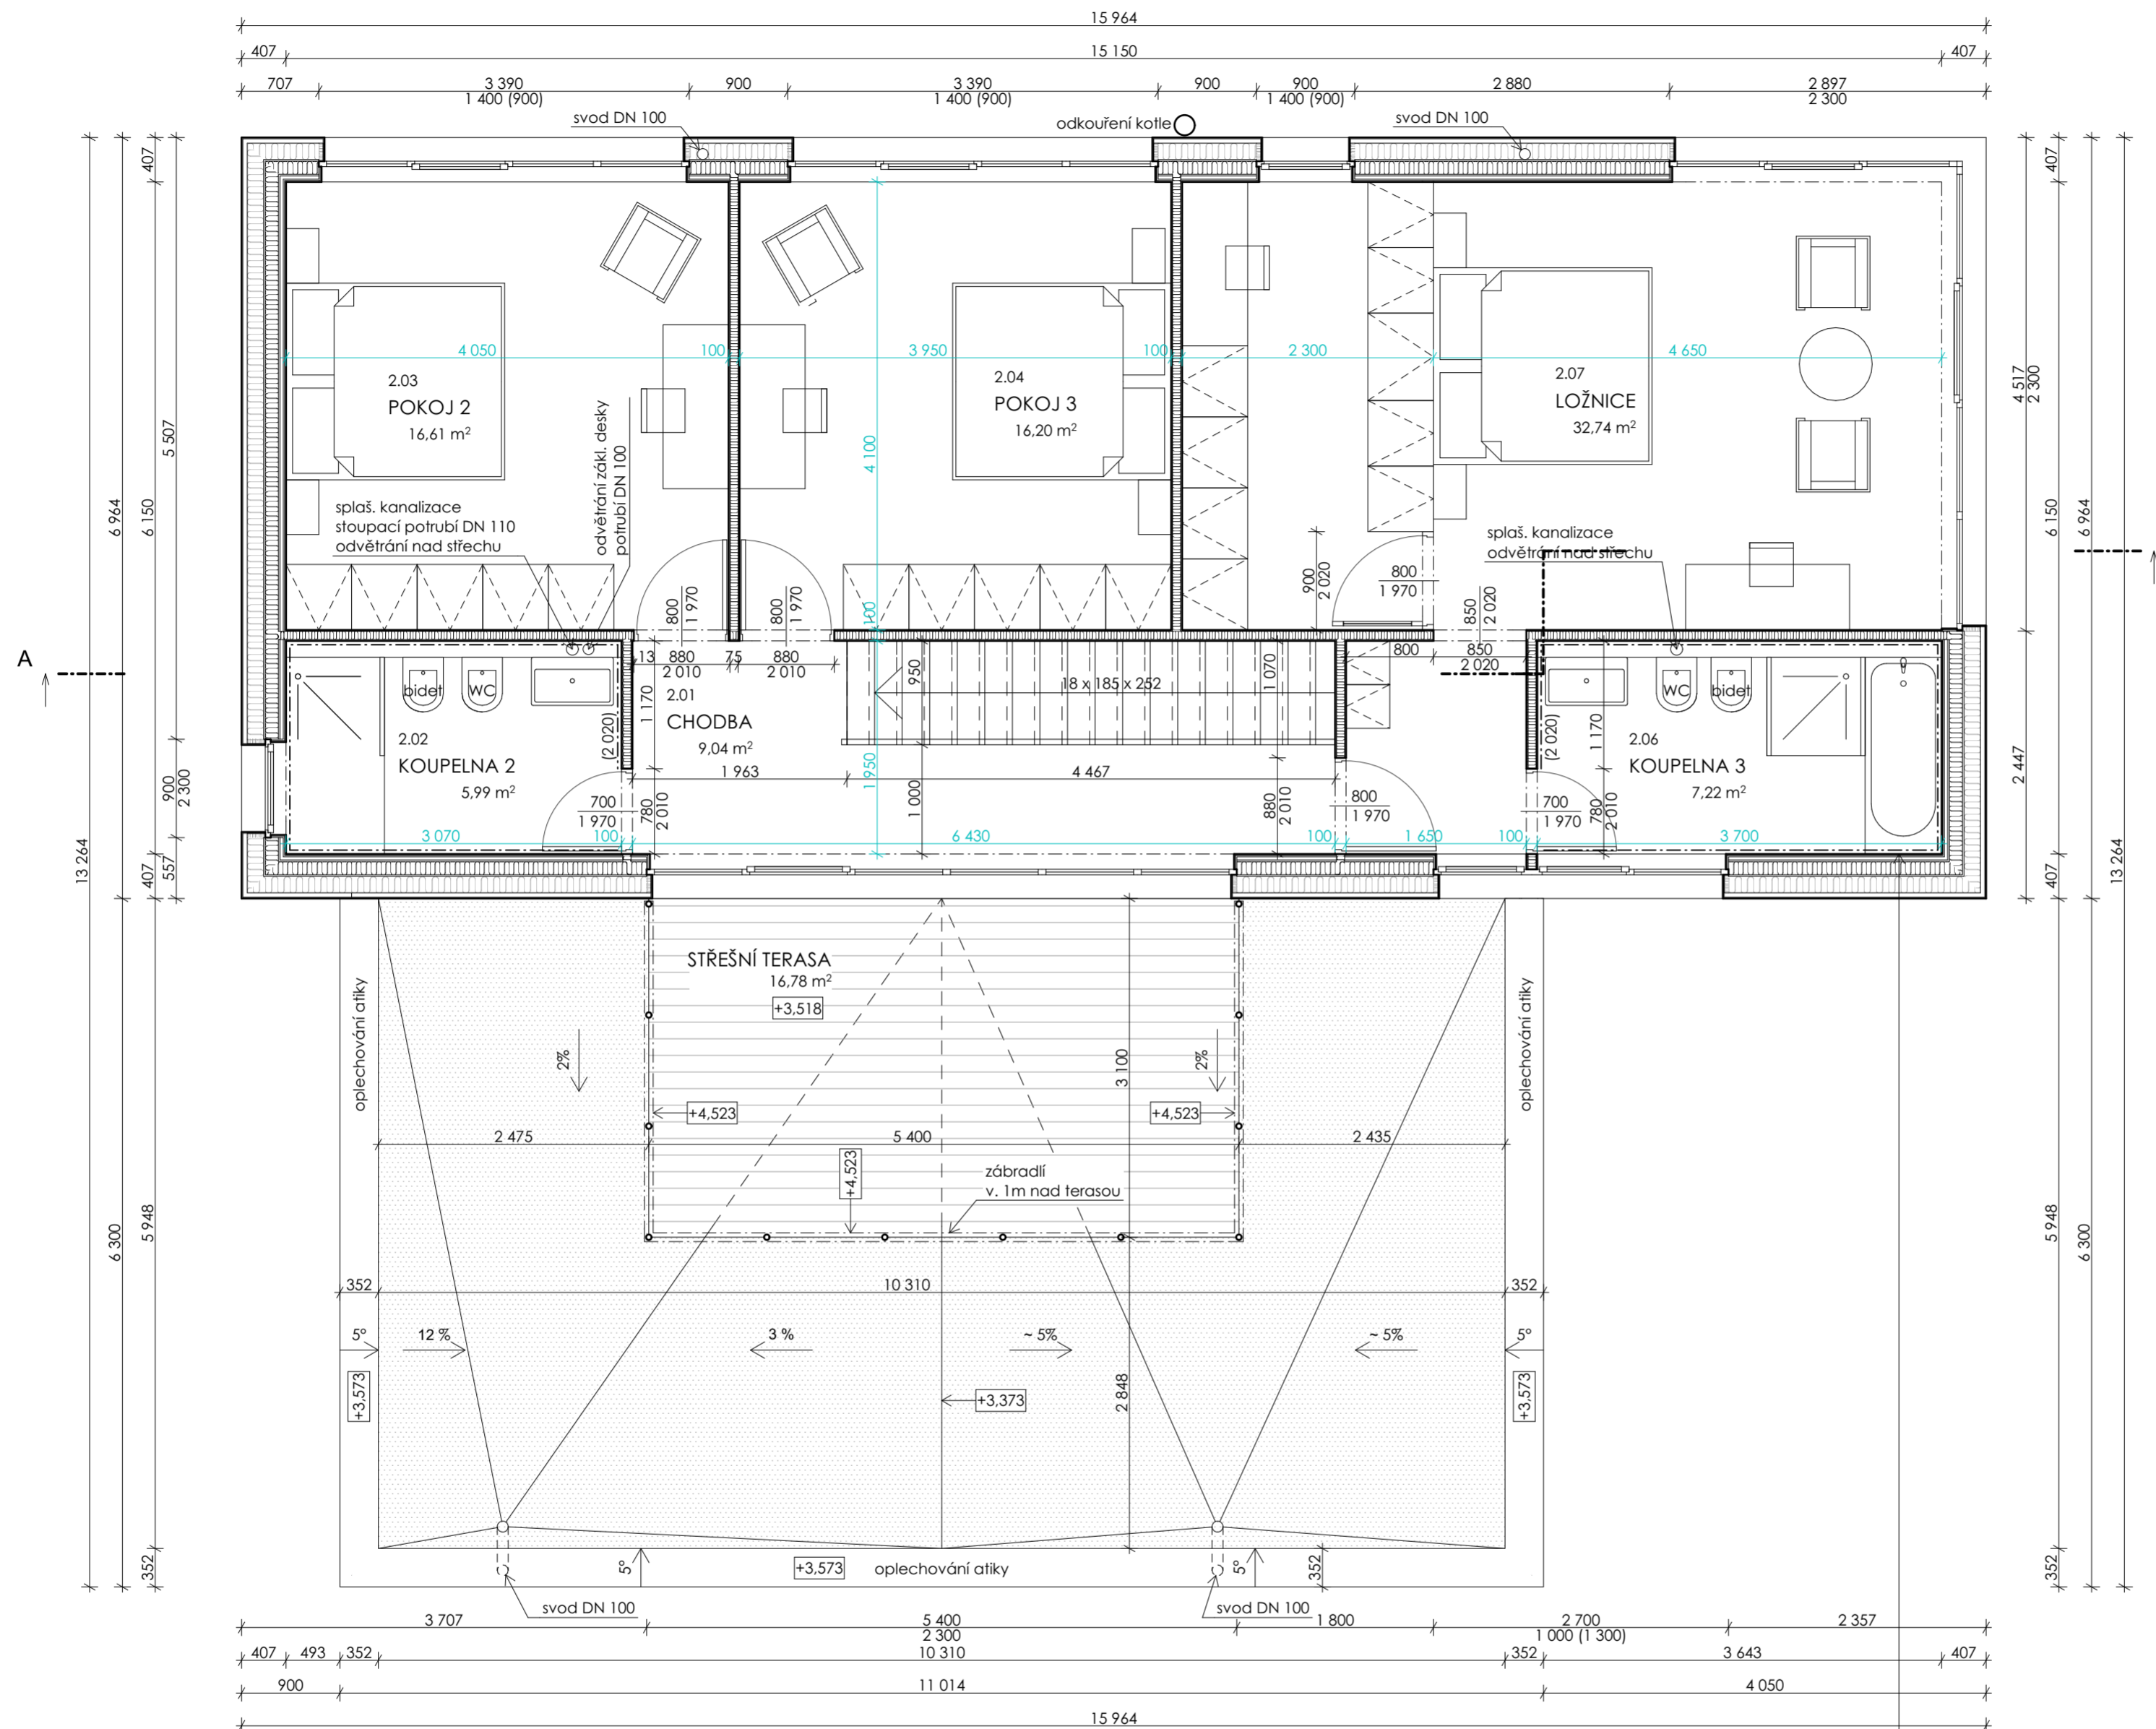 15 964
407 15 150 407
707 3 390 900 3 390 900 900 2 880 2 897
1 400 (900) 1 400 (900) 1 400 (900) 2 300
svod DN 100 odkouření kotle svod DN 100
407 407
4 050 100 3 950 100 2 300 4 650
2.03 2.04 2.07
POKOJ 2 POKOJ 3 LOŽNICE
16,61 m² 16,20 m² 32,74 m²
4 517
2 300
5 507
4 100
odvětrání zákl. desky
potrubí DN 100
6 964 6 150 6 150 6 964
splaš. kanalizace
stoupací potrubí DN 110
odvětrání nad střechu
splaš. kanalizace
odvětrání nad střechu
900
2 020
800
1 970
800
1 970
800
1 970
850
2 020
100
A
13 880 75 880
2 010 2 010
800 850
2 020
950
1 070
18 x 185 x 252
bidet WC WC bidet
1 170
2.01
CHODBA
9,04 m²
(2 020)
(2 020)
1 170
2.02
KOUPELNA 2
5,99 m²
2.06
KOUPELNA 3
7,22 m²
1 963 4 467
1 950
900
2 300
2 447
1 000
700
1 970
780
2 010
880
2 010
800
1 970
700
1 970
780
2 010
3 070 100 6 430 100 1 650 100 3 700
13 264 13 264
407
557
407
STŘEŠNÍ TERASA
16,78 m²
+3,518
oplechování atiky
oplechování atiky
2%
3 100
2%
+4,523 +4,523
2 475 5 400 2 435
+4,523
zábradlí
v. 1m nad terasou
6 300 5 948 5 948 6 300
352 10 310 352
5° 12 % 3 % ~ 5% ~ 5% 5°
+3,573
+3,373
2 848
+3,573
352
5°
+3,573
oplechování atiky
5°
352
352
svod DN 100 svod DN 100
3 707 5 400 1 800 2 700 2 357
2 300 1 000 (1 300)
407 493 352 10 310 352 3 643 407
900 11 014 4 050
15 964